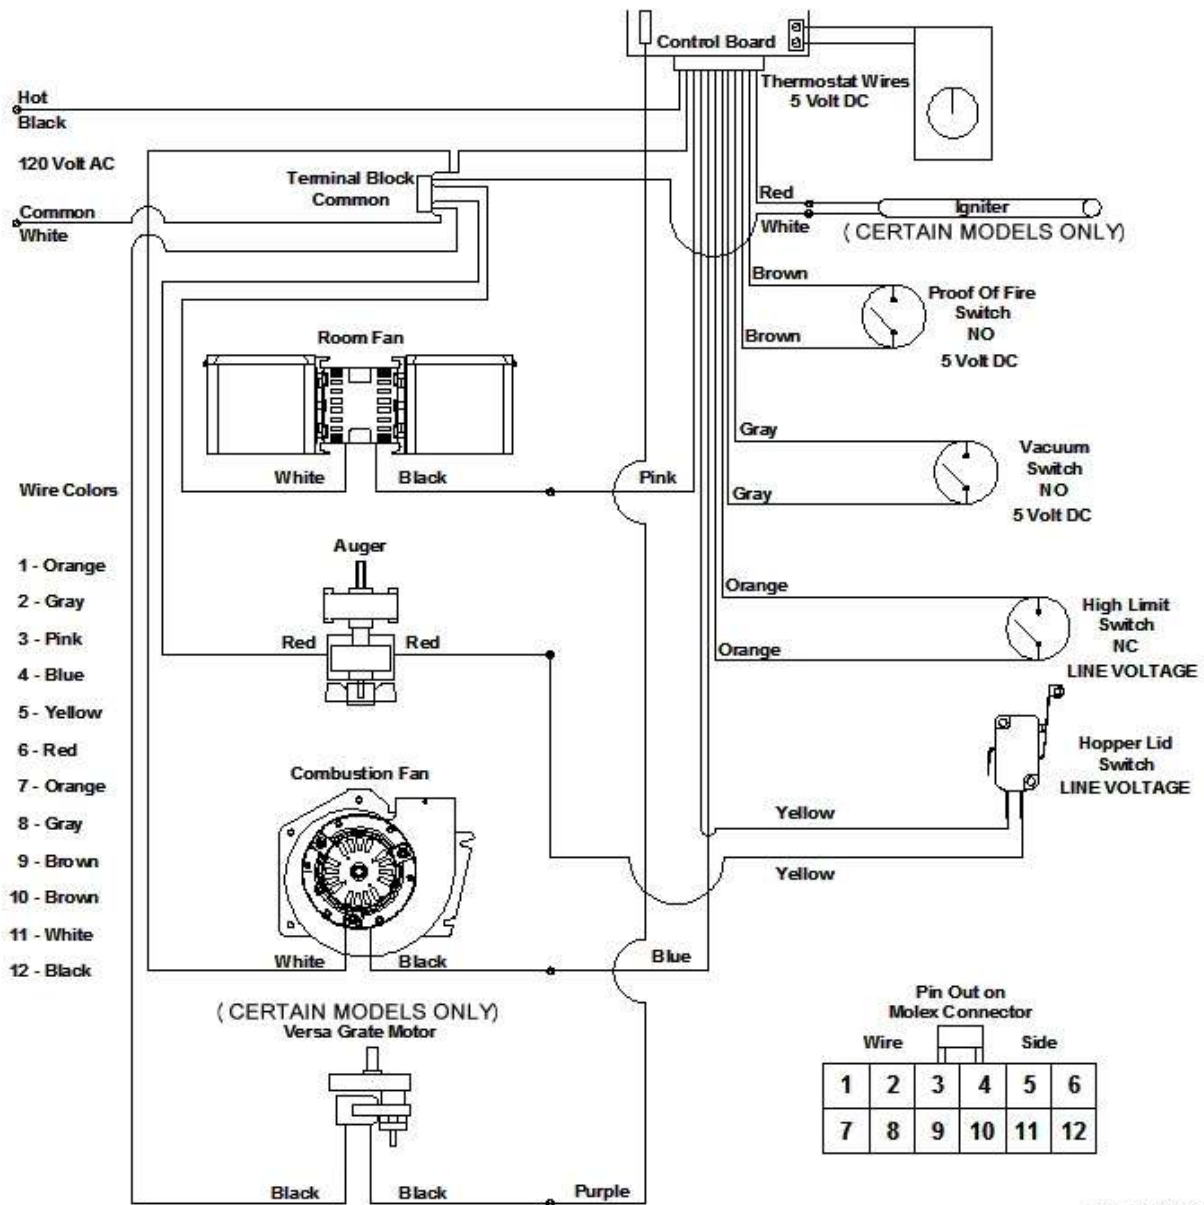 Control Board
Thermostat Wires
5 Volt DC
Hot
Black
120 Volt AC
Terminal Block
Common
Common
White
Red
White
Igniter
( CERTAIN MODELS ONLY)
Brown
Brown
Proof Of Fire
Switch
NO
5 Volt DC
Room Fan
White
Black
Pink
Gray
Gray
Vacuum
Switch
NO
5 Volt DC
Wire Colors
1 - Orange
2 - Gray
3 - Pink
4 - Blue
5 - Yellow
6 - Red
7 - Orange
8 - Gray
9 - Brown
10 - Brown
11 - White
12 - Black
Auger
Red
Red
Orange
Orange
High Limit
Switch
NC
LINE VOLTAGE
Hopper Lid
Switch
LINE VOLTAGE
Yellow
Yellow
Combustion Fan
White
Black
Blue
( CERTAIN MODELS ONLY)
Versa Grate Motor
Black
Black
Purple
Pin Out on
Molex Connector
Wire Side
1 2 3 4 5 6
7 8 9 10 11 12